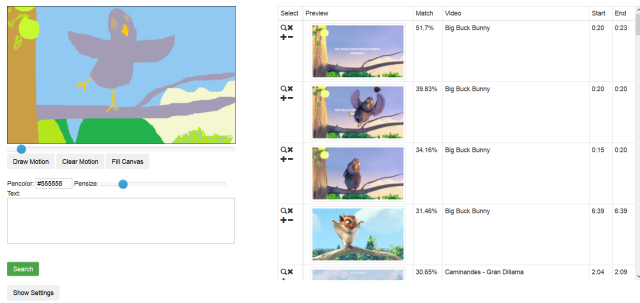 Draw Motion Clear Motion Fill Canvas
Pencolor: #555555 Pensize:
Text:
Search
Show Settings
Select Preview Match Video Start End
51.7% Big Buck Bunny 0:20 0:23
39.83% Big Buck Bunny 0:20 0:20
34.16% Big Buck Bunny 0:15 0:20
31.46% Big Buck Bunny 6:39 6:39
30.65% Caminandes - Gran Dillama 2:04 2:09